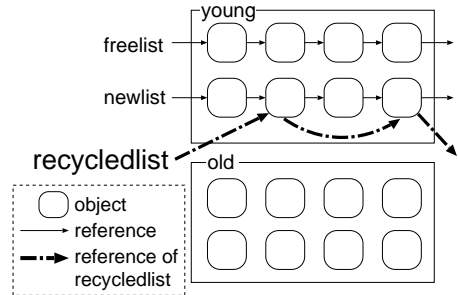 young
freelist
newlist
recycledlist
old
object
reference
reference of
recycledlist